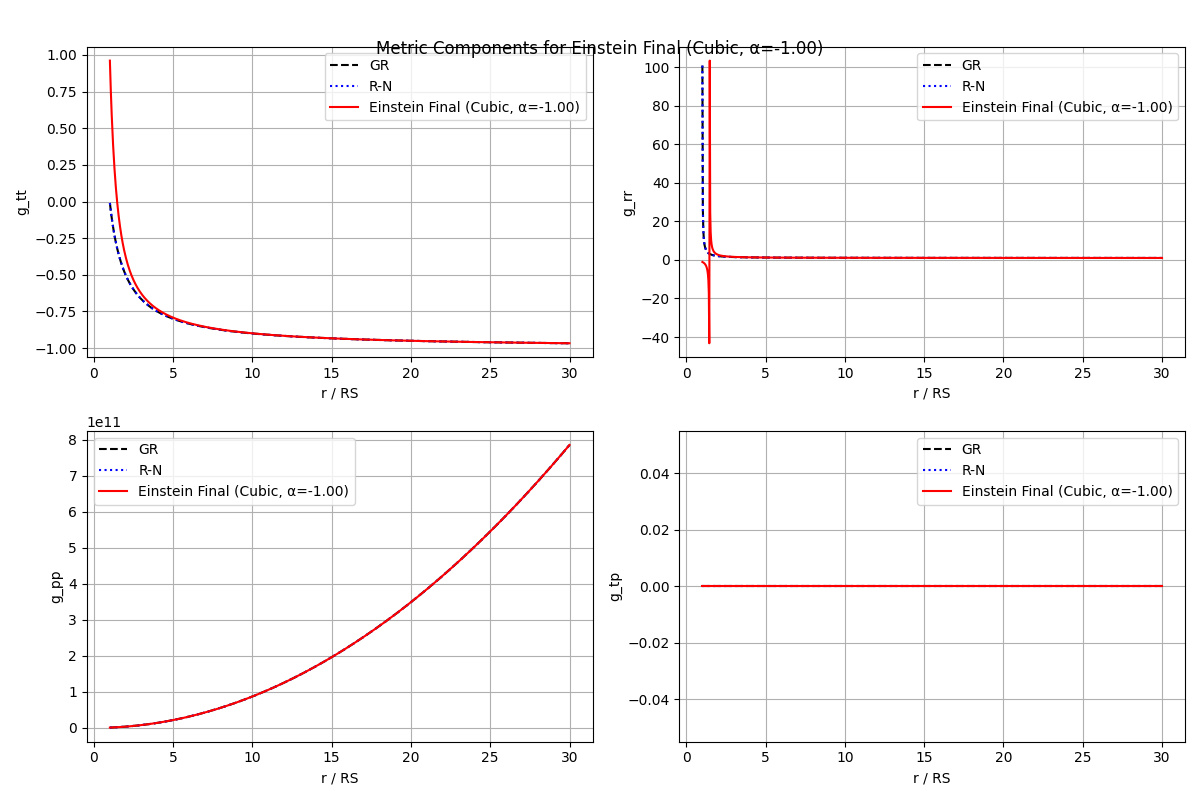 Metric Components for Einstein Final (Cubic, α=-1.00)
GR
R-N
Einstein Final (Cubic, α=-1.00)
1.00
0.75
0.50
0.25
0.00
−0.25
−0.50
−0.75
−1.00
g_tt
0 5 10 15 20 25 30
r / RS
GR
R-N
Einstein Final (Cubic, α=-1.00)
100
80
60
40
20
0
−20
−40
g_rr
0 5 10 15 20 25 30
r / RS
1e11
GR
R-N
Einstein Final (Cubic, α=-1.00)
8
7
6
5
4
3
2
1
0
g_pp
0 5 10 15 20 25 30
r / RS
GR
R-N
Einstein Final (Cubic, α=-1.00)
0.04
0.02
0.00
−0.02
−0.04
g_tp
0 5 10 15 20 25 30
r / RS